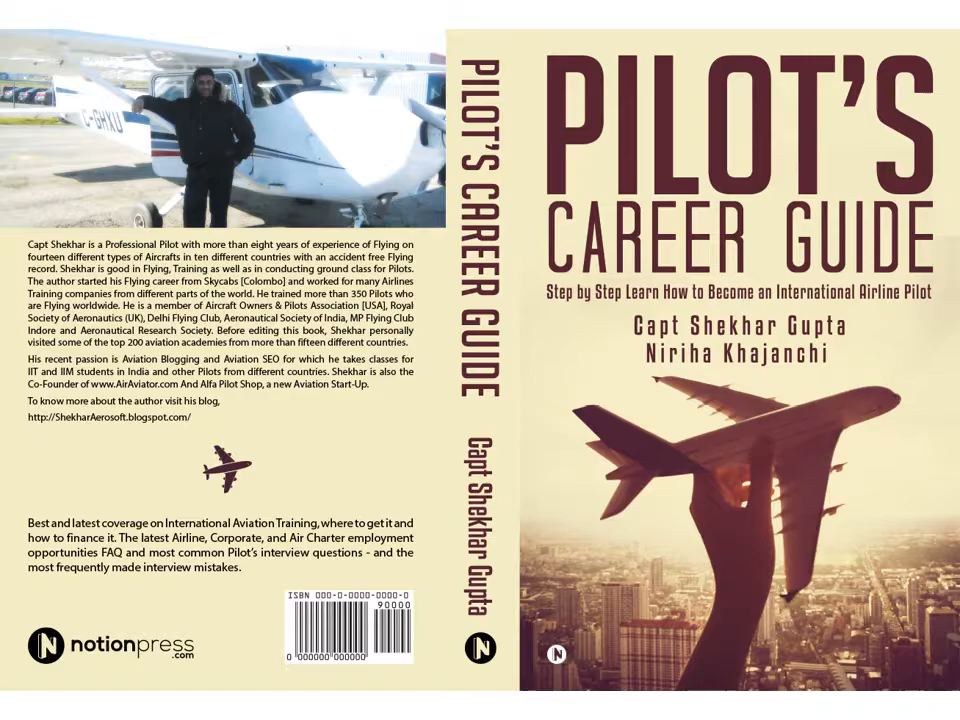 C-GHXU
Capt Shekhar is a Professional Pilot with more than eight years of experience of Flying on
fourteen different types of Aircrafts in ten different countries with an accident free Flying
record. Shekhar is good in Flying, Training as well as in conducting ground class for Pilots.
The author started his Flying career from Skycabs [Colombo] and worked for many Airlines
Training companies from different parts of the world. He trained more than 350 Pilots who
are Flying worldwide. He is a member of Aircraft Owners & Pilots Association [USA], Royal
Society of Aeronautics (UK), Delhi Flying Club, Aeronautical Society of India, MP Flying Club
Indore and Aeronautical Research Society. Before editing this book, Shekhar personally
visited some of the top 200 aviation academies from more than fifteen different countries.
His recent passion is Aviation Blogging and Aviation SEO for which he takes classes for
IIT and IIM students in India and other Pilots from different countries. Shekhar is also the
Co-Founder of www.AirAviator.com And Alfa Pilot Shop, a new Aviation Start-Up.
To know more about the author visit his blog,
http://ShekharAerosoft.blogspot.com/
Best and latest coverage on International Aviation Training, where to get it and
how to finance it. The latest Airline, Corporate, and Air Charter employment
opportunities FAQ and most common Pilot's interview questions - and the
most frequently made interview mistakes.
N notionpress
.com
ISBN 000-0-0000-0000-0
90000
0 000000 000000
PILOT'S CAREER GUIDE
Capt Shekhar Gupta
N
PILOT'S
CAREER GUIDE
Step by Step Learn How to Become an International Airline Pilot
Capt Shekhar Gupta
Niriha Khajanchi
N